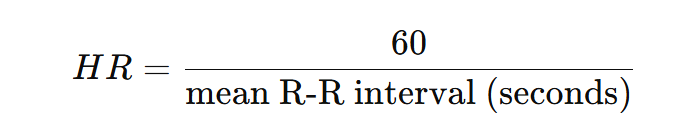 HR = 60
mean R-R interval (seconds)